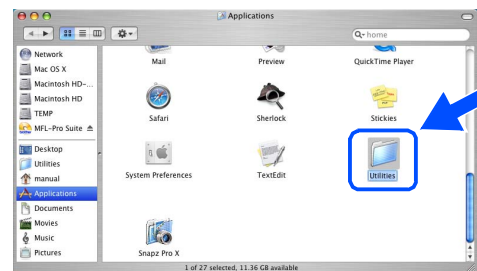 Applications
Q- home
Network
Mac OS X
Macintosh HD-...
Macintosh HD
TEMP
MFL-Pro Suite
Desktop
Utilities
manual
Applications
Documents
Movies
Music
Pictures
Mail Preview QuickTime Player
Safari Sherlock Stickies
System Preferences TextEdit Utilities
Snapz Pro X
1 of 27 selected, 11.36 GB available